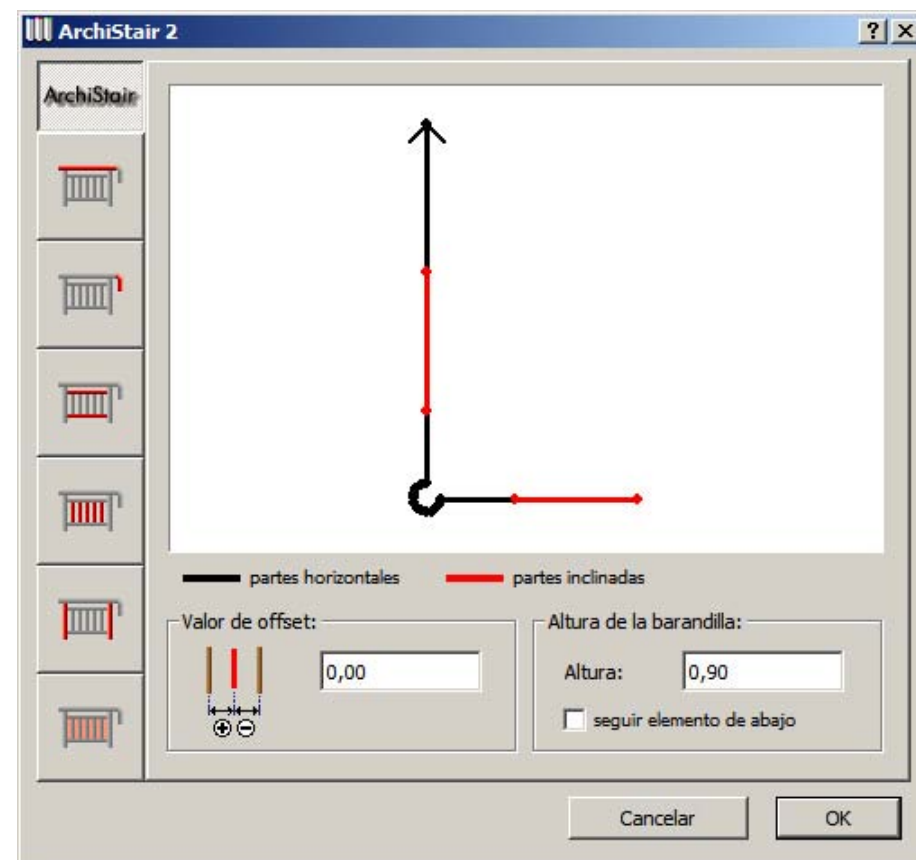 ArchiStair 2
ArchiStair
partes horizontales
partes inclinadas
Valor de offset:
0,00
Altura de la barandilla:
Altura:
0,90
seguir elemento de abajo
Cancelar
OK